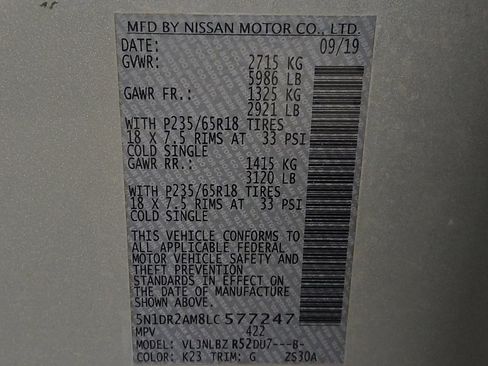 MFD BY NISSAN MOTOR CO., LTD.
DATE: 09/19
GVWR: 2715 KG
5986 LB
GAWR FR.: 1325 KG
2921 LB
WITH P235/65R18 TIRES
18 X 7.5 RIMS AT 33 PSI
COLD SINGLE
GAWR RR.: 1415 KG
3120 LB
WITH P235/65R18 TIRES
18 X 7.5 RIMS AT 33 PSI
COLD SINGLE
THIS VEHICLE CONFORMS TO
ALL APPLICABLE FEDERAL
MOTOR VEHICLE SAFETY AND
THEFT PREVENTION
STANDARDS IN EFFECT ON
THE DATE OF MANUFACTURE
SHOWN ABOVE.
5N1DR2AM8LC577247
MPV 422
MODEL: VLJNLBZ R52DU7---B-
COLOR: K23 TRIM: G ZS30A